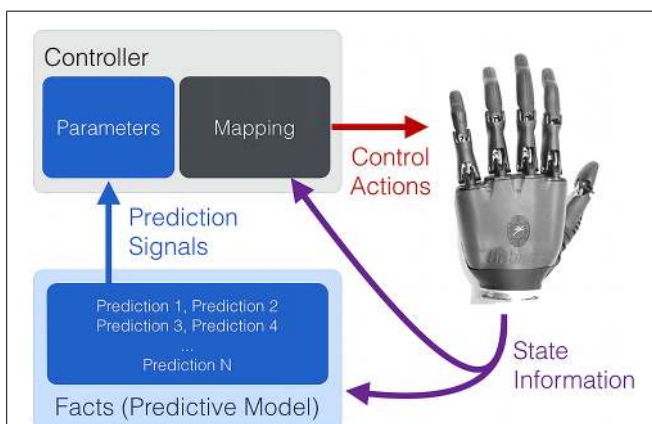 Controller
Parameters
Mapping
Control
Actions
Prediction
Signals
Prediction 1, Prediction 2
Prediction 3, Prediction 4
...
Prediction N
Facts (Predictive Model)
State
Information